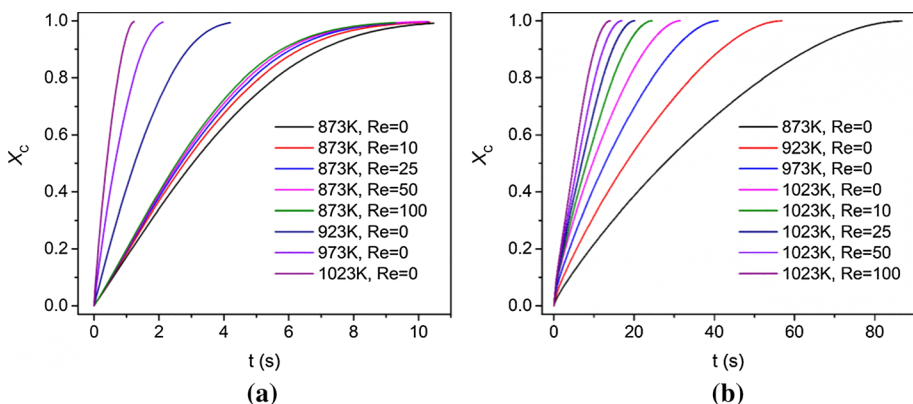 1.0
0.8
0.6
0.4
0.2
0.0
Xc
873K, Re=0
873K, Re=10
873K, Re=25
873K, Re=50
873K, Re=100
923K, Re=0
973K, Re=0
1023K, Re=0
0 2 4 6 8 10
t (s)
(a)
1.0
0.8
0.6
0.4
0.2
0.0
Xc
873K, Re=0
923K, Re=0
973K, Re=0
1023K, Re=0
1023K, Re=10
1023K, Re=25
1023K, Re=50
1023K, Re=100
0 20 40 60 80
t (s)
(b)